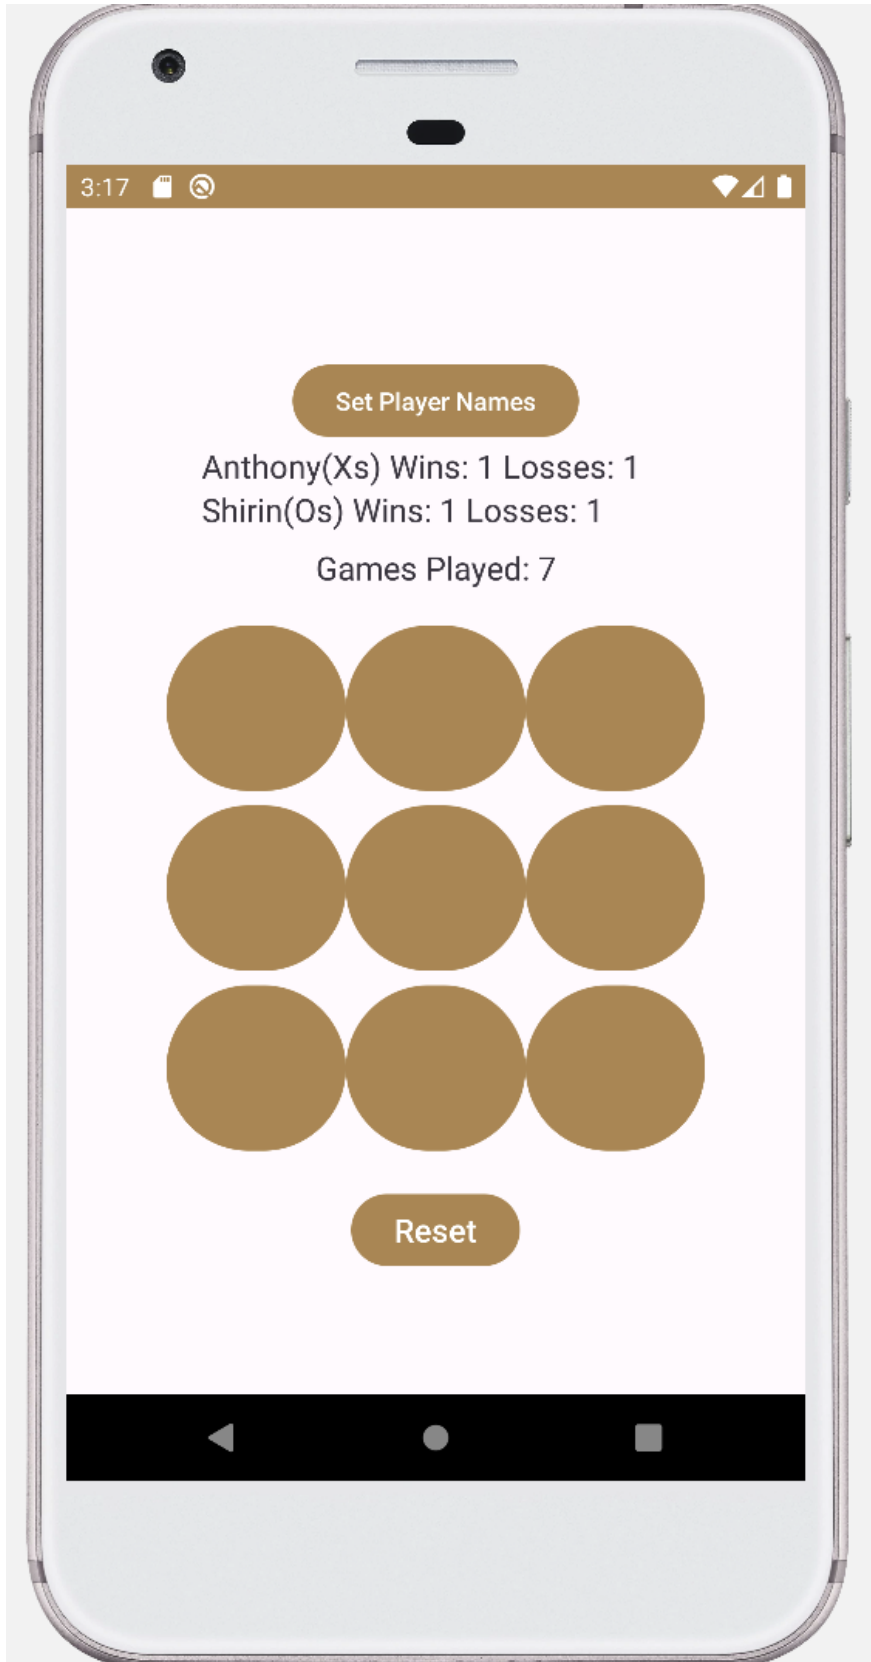 3:17
Set Player Names
Anthony(Xs) Wins: 1 Losses: 1
Shirin(Os) Wins: 1 Losses: 1
Games Played: 7
Reset